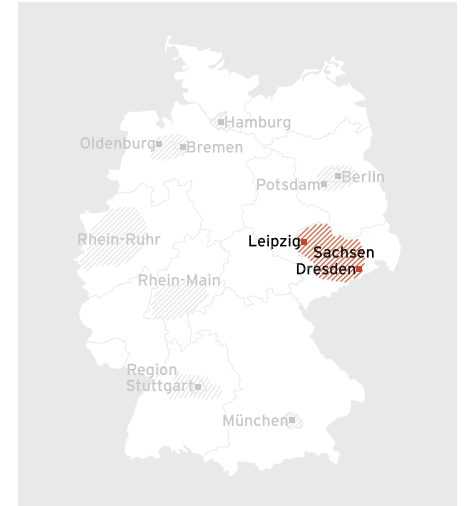 Hamburg
Oldenburg
Bremen
Berlin
Potsdam
Leipzig
Rhein-Ruhr
Sachsen
Dresden
Rhein-Main
Region
Stuttgart
München